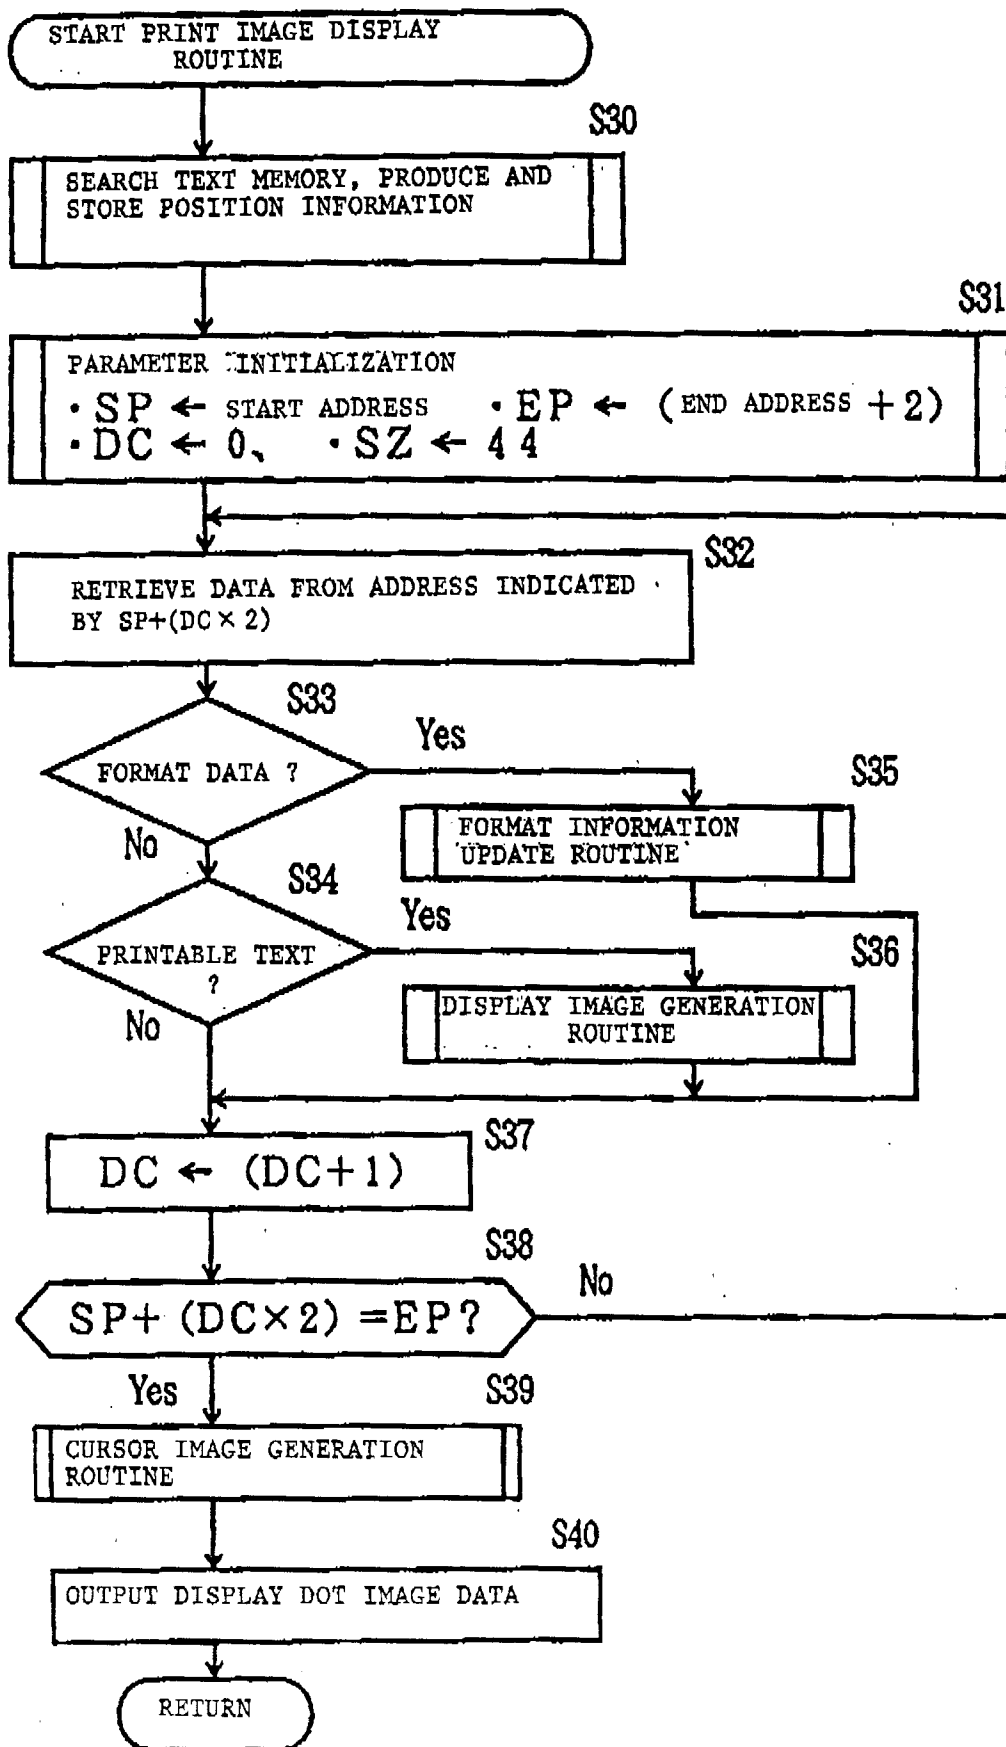 START PRINT IMAGE DISPLAY
ROUTINE
S30
SEARCH TEXT MEMORY, PRODUCE AND
STORE POSITION INFORMATION
S31
PARAMETER INITIALIZATION
・SP ← START ADDRESS ・EP ← (END ADDRESS +2)
・DC ← 0、 ・SZ ← 44
S32
RETRIEVE DATA FROM ADDRESS INDICATED
BY SP+(DC×2)
S33
FORMAT DATA ?
Yes
No
S35
FORMAT INFORMATION
UPDATE ROUTINE
S34
PRINTABLE TEXT
?
Yes
No
S36
DISPLAY IMAGE GENERATION
ROUTINE
S37
DC ← (DC+1)
S38
SP+(DC×2)=EP?
No
Yes
S39
CURSOR IMAGE GENERATION
ROUTINE
S40
OUTPUT DISPLAY DOT IMAGE DATA
RETURN